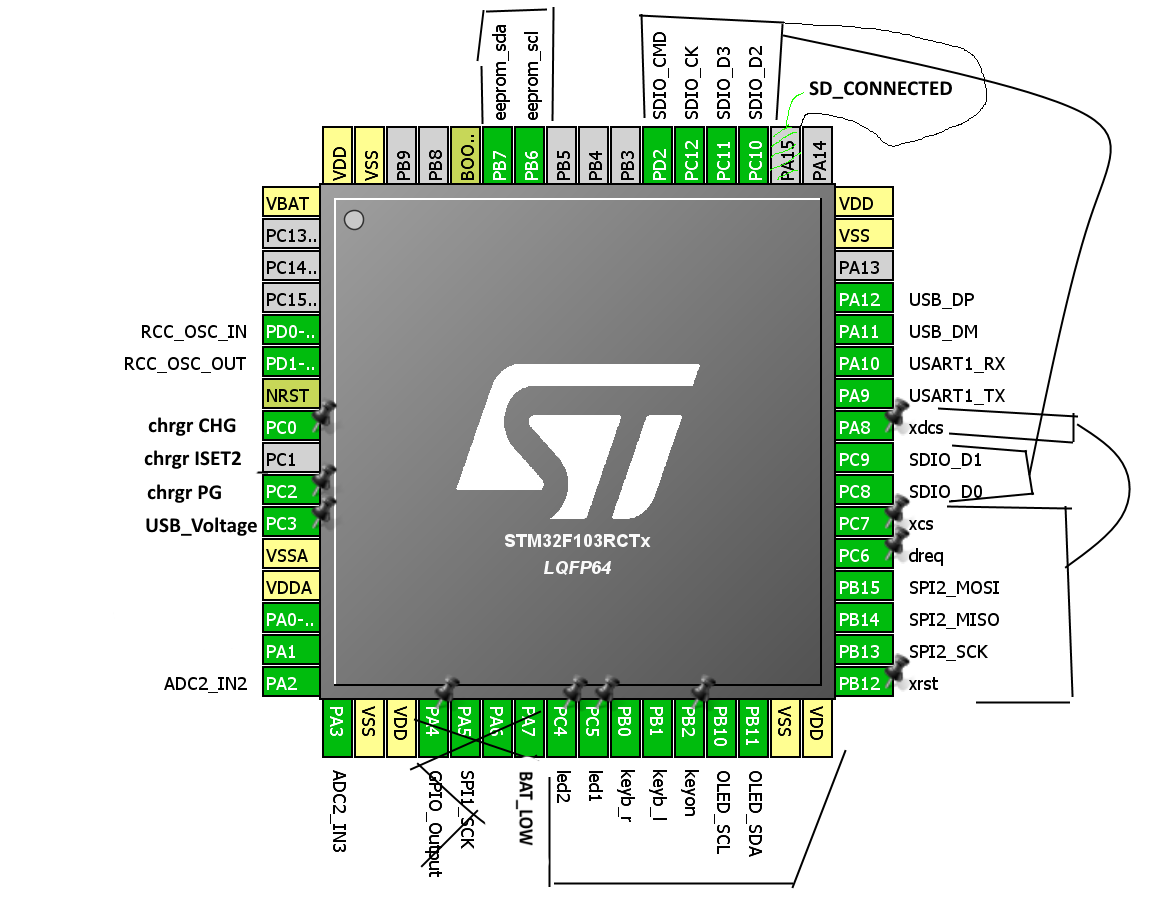 eeprom_sda
eeprom_scl
SDIO_CMD
SDIO_CK
SDIO_D3
SDIO_D2
SD_CONNECTED
VDD
VSS
PB9
PB8
BOO..
PB7
PB6
PB5
PB4
PB3
PD2
PC12
PC11
PC10
PA15
PA14
VBAT
PC13..
PC14..
PC15..
RCC_OSC_IN PD0-..
RCC_OSC_OUT PD1-..
NRST
chrgr CHG PC0
chrgr ISET2 PC1
chrgr PG PC2
USB_Voltage PC3
VSSA
VDDA
PA0-..
PA1
ADC2_IN2 PA2
ST
STM32F103RCTx
LQFP64
VDD
VSS
PA13
PA12 USB_DP
PA11 USB_DM
PA10 USART1_RX
PA9 USART1_TX
PA8 xdcs
PC9 SDIO_D1
PC8 SDIO_D0
PC7 xcs
PC6 dreq
PB15 SPI2_MOSI
PB14 SPI2_MISO
PB13 SPI2_SCK
PB12 xrst
PA3
VSS
VDD
PA4
PA5
PA6
PA7
PC4
PC5
PB0
PB1
PB2
PB10
PB11
VSS
VDD
ADC2_IN3
GPIO_Output
SPI1_SCK
BAT_LOW
led2
led1
keyb_r
keyb_l
keyon
OLED_SCL
OLED_SDA